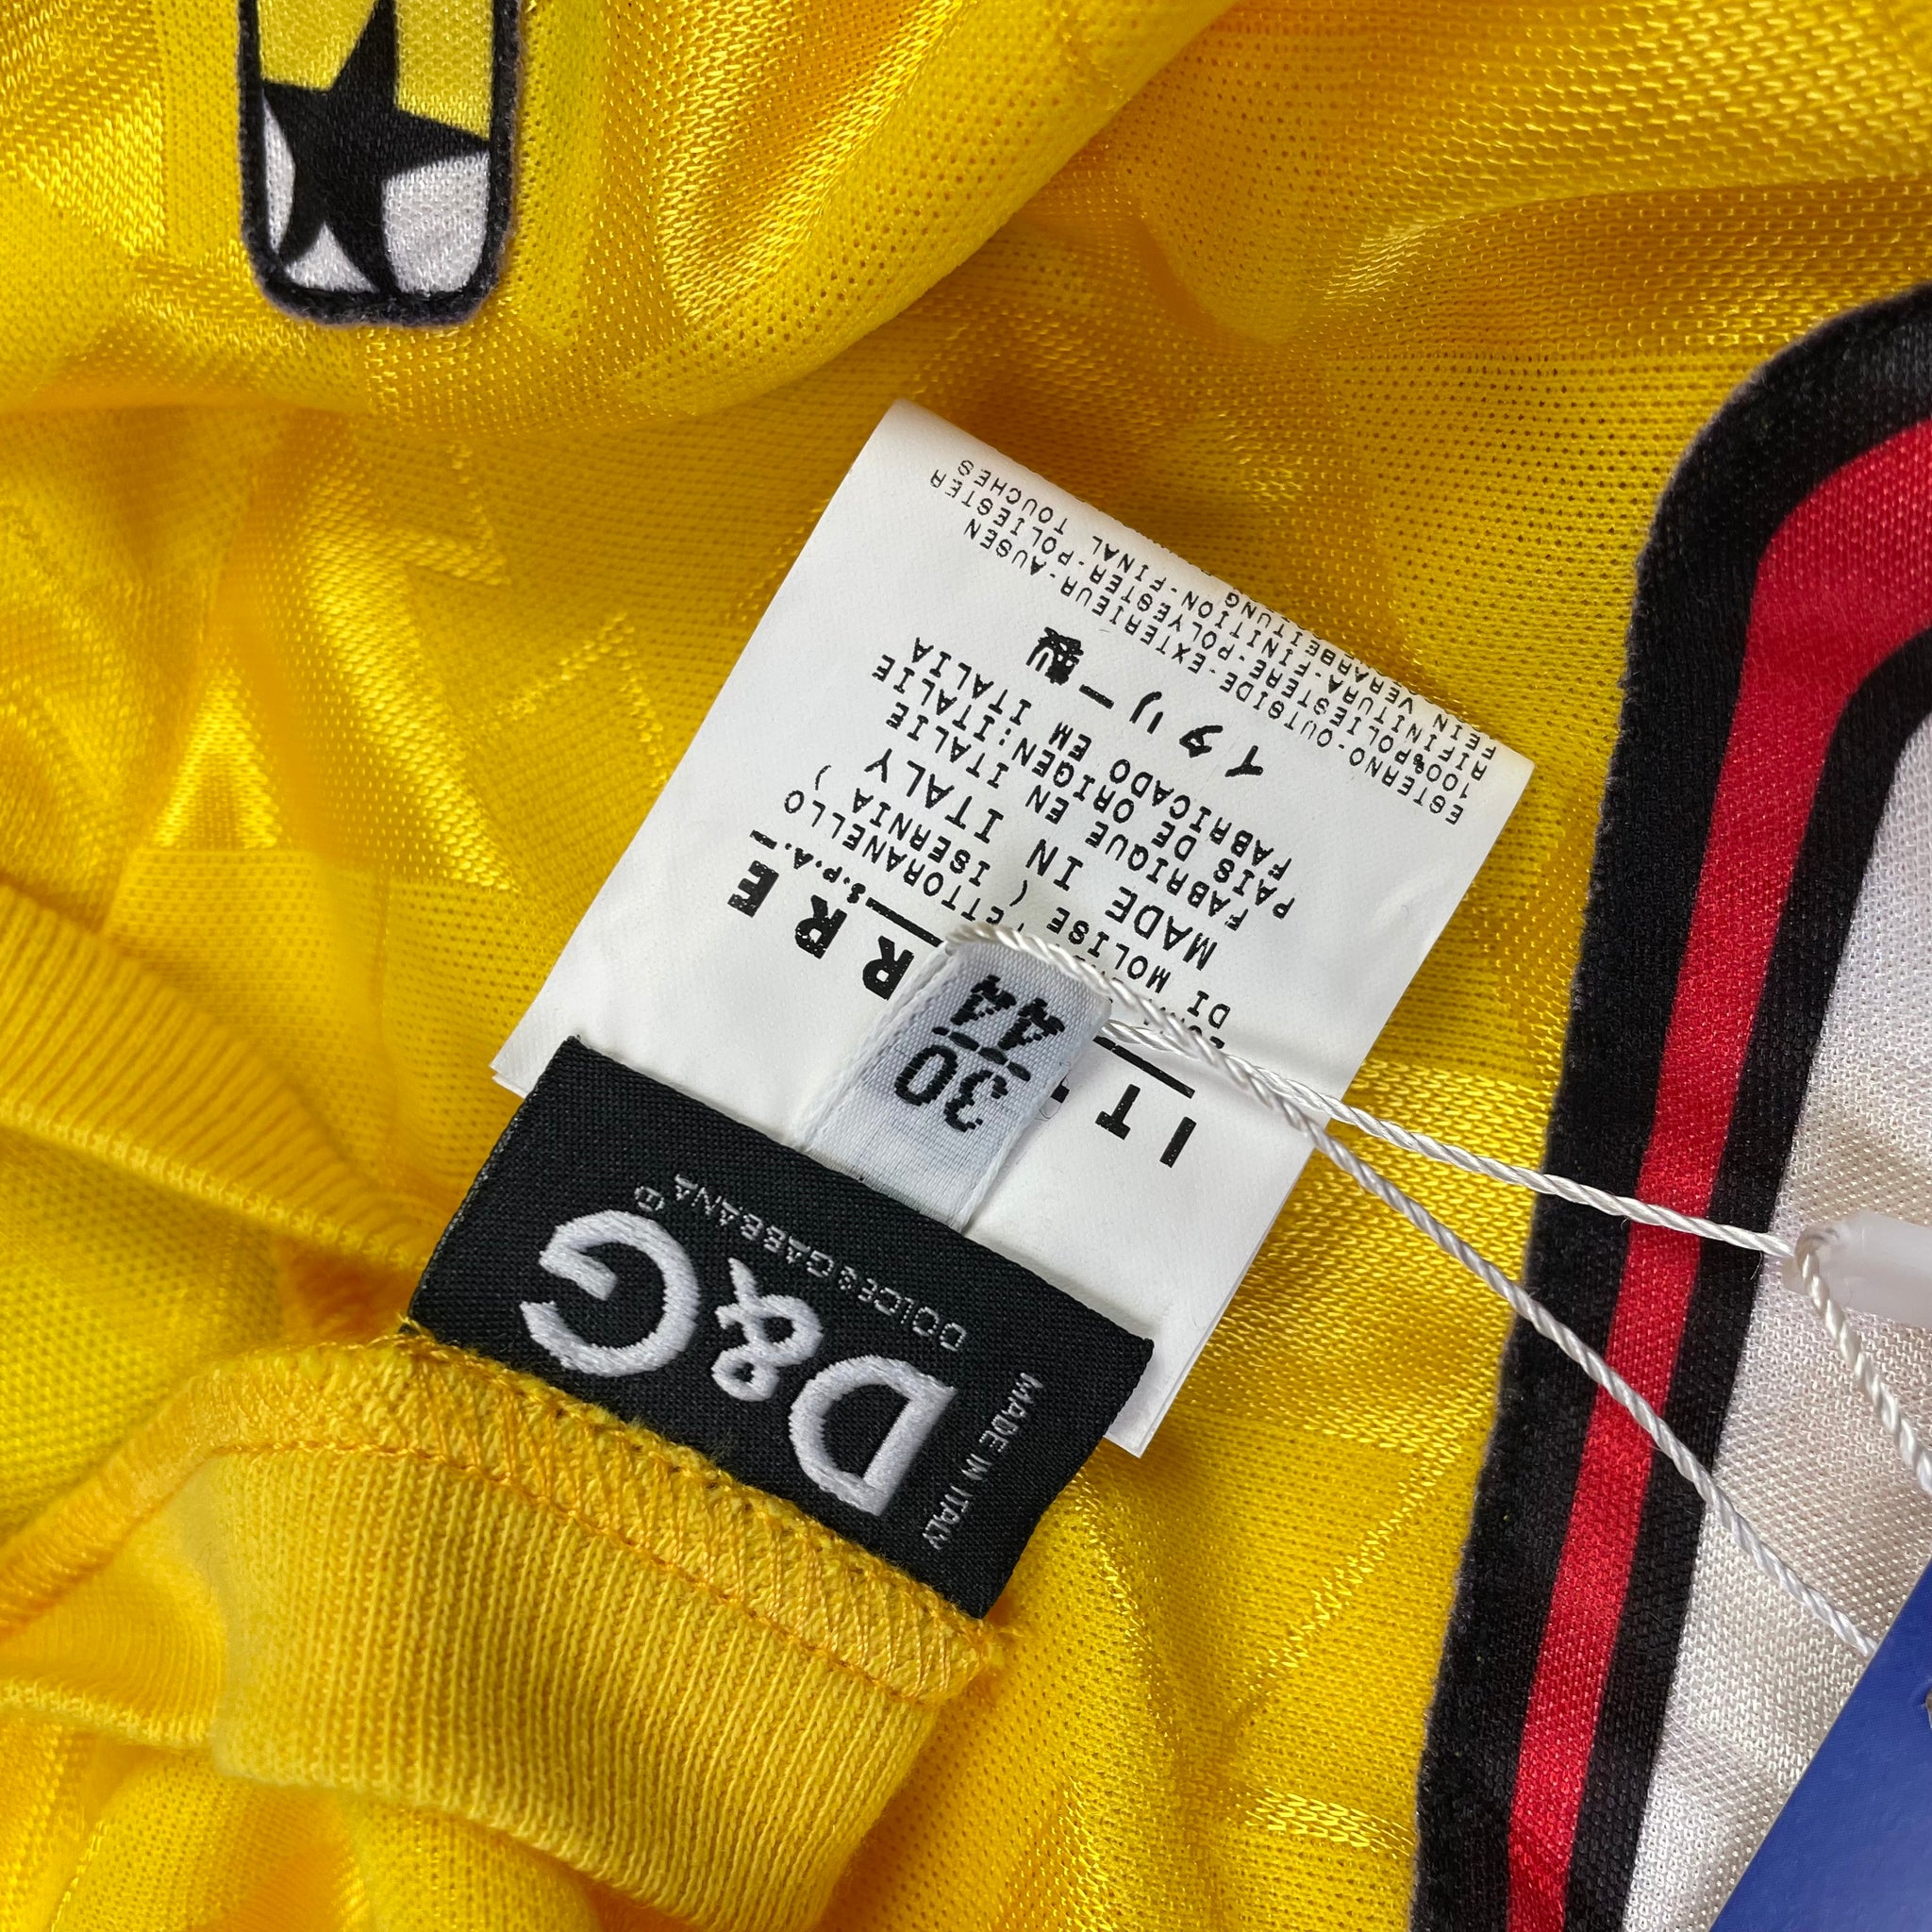 MADE IN ITALY
D&G
DOLCE & GABBANA ®
30
44
IT RRE
S.P.A.
ETTORANELLO
DI MOLISE (ISERNIA)
MADE IN ITALY
FABRIQUE EN ITALIE
PAIS DE ORIGEN:ITALIE
FABRICADO EM ITALIA
イタリー製
ESTERNO-OUTSIDE-EXTERIEUR-AUSEN
100%POLIESTERE-POLYESTER-POLIESTER
RIFINITURA-FINITION-FINAL TOUCHES
FEIN VERARBEITUNG